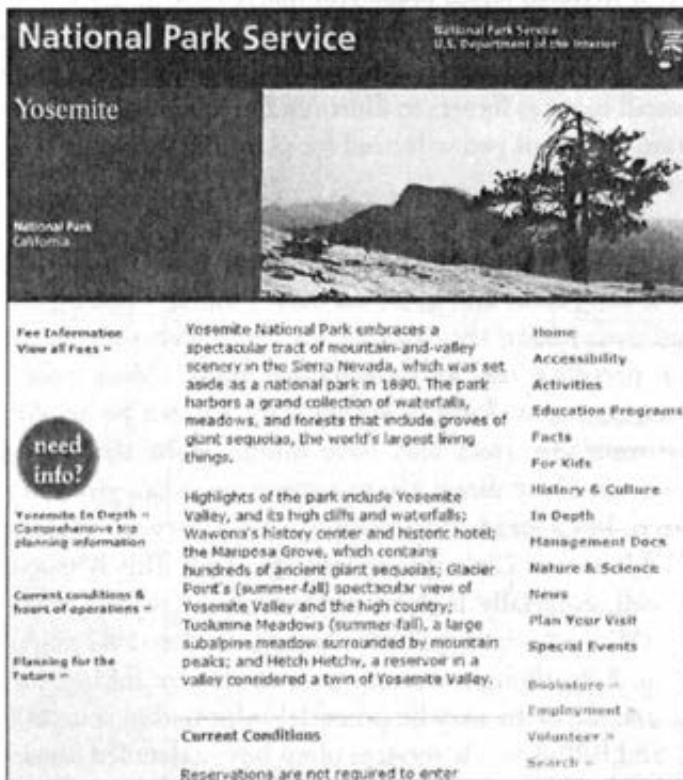 National Park Service
National Park Service
U.S. Department of the Interior
Yosemite
National Park
California
Fee Information
View all Fees »
need
info?
Yosemite In Depth »
Comprehensive trip
planning information
Current conditions &
hours of operations »
Planning for the
Future »
Yosemite National Park embraces a
spectacular tract of mountain-and-valley
scenery in the Sierra Nevada, which was set
aside as a national park in 1890. The park
harbors a grand collection of waterfalls,
meadows, and forests that include groves of
giant sequoias, the world's largest living
things.
Highlights of the park include Yosemite
Valley, and its high cliffs and waterfalls;
Wawona's history center and historic hotel;
the Mariposa Grove, which contains
hundreds of ancient giant sequoias; Glacier
Point's (summer-fall) spectacular view of
Yosemite Valley and the high country;
Tuolumne Meadows (summer-fall), a large
subalpine meadow surrounded by mountain
peaks; and Hetch Hetchy, a reservoir in a
valley considered a twin of Yosemite Valley.
Current Conditions
Reservations are not required to enter
Home
Accessibility
Activities
Education Programs
Facts
For Kids
History & Culture
In Depth
Management Docs
Nature & Science
News
Plan Your Visit
Special Events
Bookstore
Employment
Volunteer »
Search »